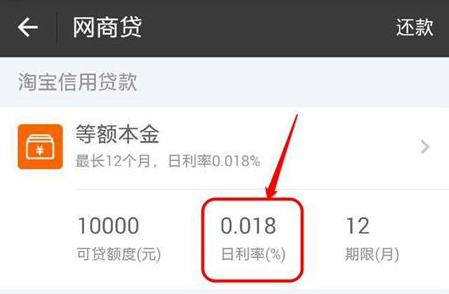 网商贷 还款
淘宝信用贷款
等额本金
最长12个月，日利率0.018%
10000 0.018 12
可贷额度(元) 日利率(%) 期限(月)